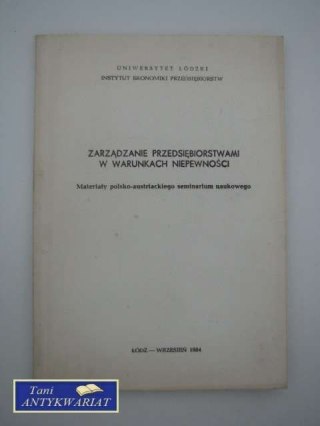 UNIWERSYTET ŁÓDZKI
INSTYTUT EKONOMIKI PRZEDSIĘBIORSTW
ZARZĄDZANIE PRZEDSIĘBIORSTWAMI
W WARUNKACH NIEPEWNOŚCI
Materiały polsko-austriackiego seminarium naukowego
ŁÓDŹ — WRZESIEŃ 1984
Tani
ANTYKWARIAT